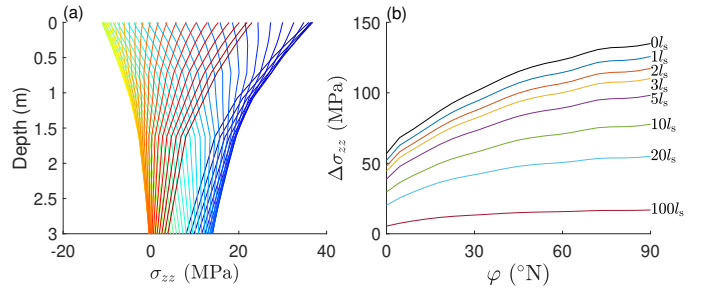 (a)
0
0.5
1
1.5
2
2.5
3
Depth (m)
-20
0
20
40
σzz (MPa)
(b)
150
100
50
0
Δσzz (MPa)
0
30
60
90
φ (°N)
0ls
1ls
2ls
3ls
5ls
10ls
20ls
100ls